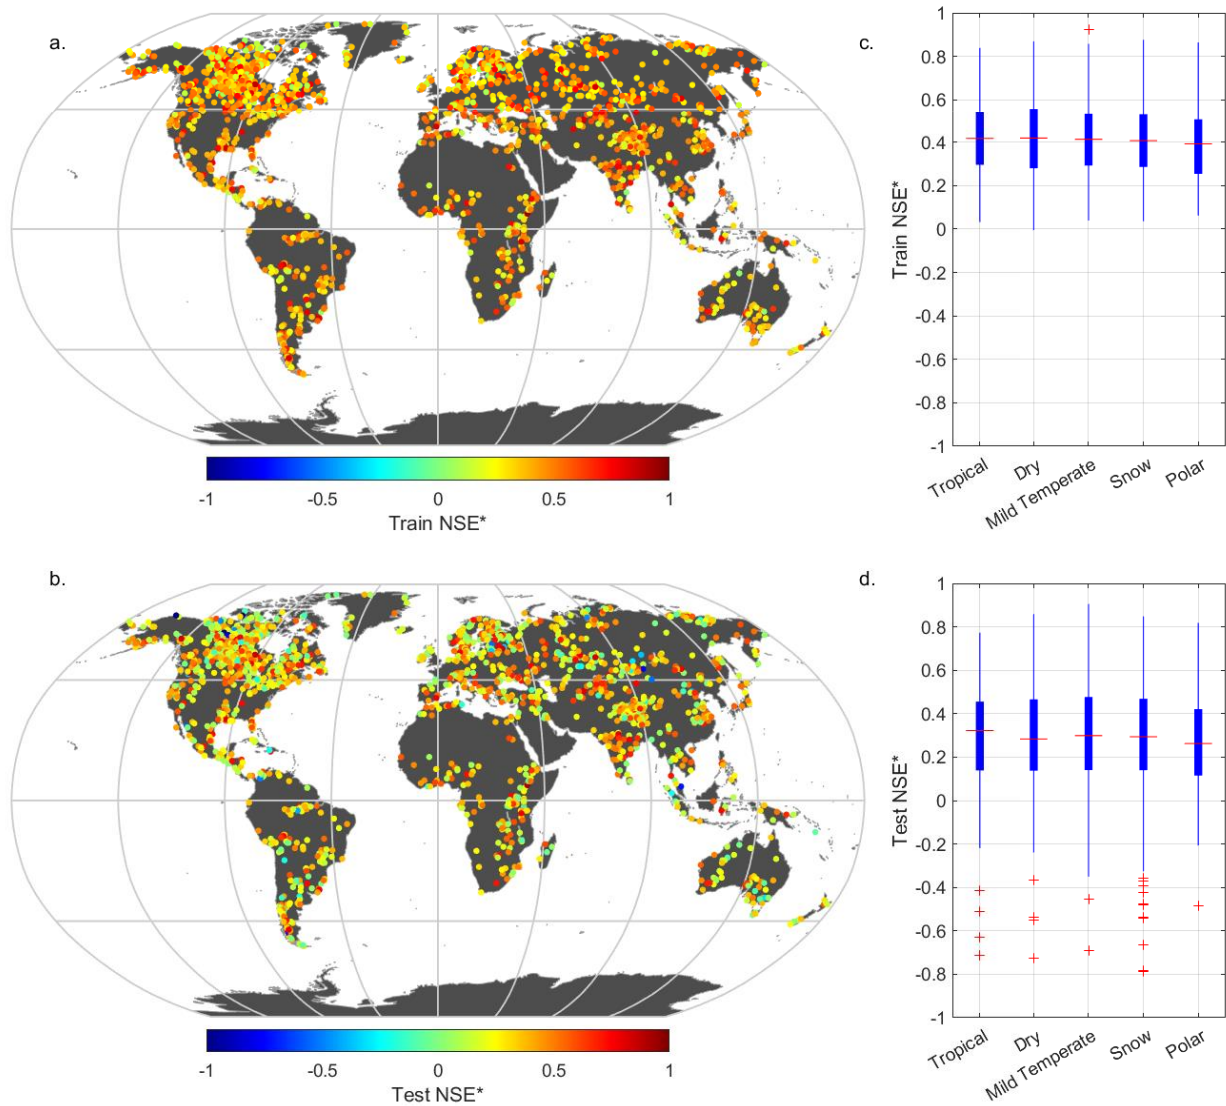 a.
-1 -0.5 0 0.5 1
Train NSE*
c.
1
0.8
0.6
0.4
0.2
0
-0.2
-0.4
-0.6
-0.8
-1
Train NSE*
Tropical
Dry
Mild Temperate
Snow
Polar
b.
-1 -0.5 0 0.5 1
Test NSE*
d.
1
0.8
0.6
0.4
0.2
0
-0.2
-0.4
-0.6
-0.8
-1
Test NSE*
Tropical
Dry
Mild Temperate
Snow
Polar